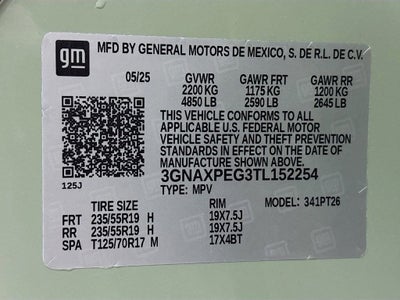 gm MFD BY GENERAL MOTORS DE MEXICO, S. DE R.L. DE C.V.
05/25 GVWR GAWR FRT GAWR RR
2200 KG 1175 KG 1200 KG
4850 LB 2590 LB 2645 LB
THIS VEHICLE CONFORMS TO ALL
APPLICABLE U.S. FEDERAL MOTOR
VEHICLE SAFETY AND THEFT PREVENTION
STANDARDS IN EFFECT ON THE DATE OF
MANUFACTURE SHOWN ABOVE.
125J 3GNAXPEG3TL152254
TYPE: MPV
TIRE SIZE RIM MODEL: 341PT26
FRT 235/55R19 H 19X7.5J
RR 235/55R19 H 19X7.5J
SPA T125/70R17 M 17X4BT